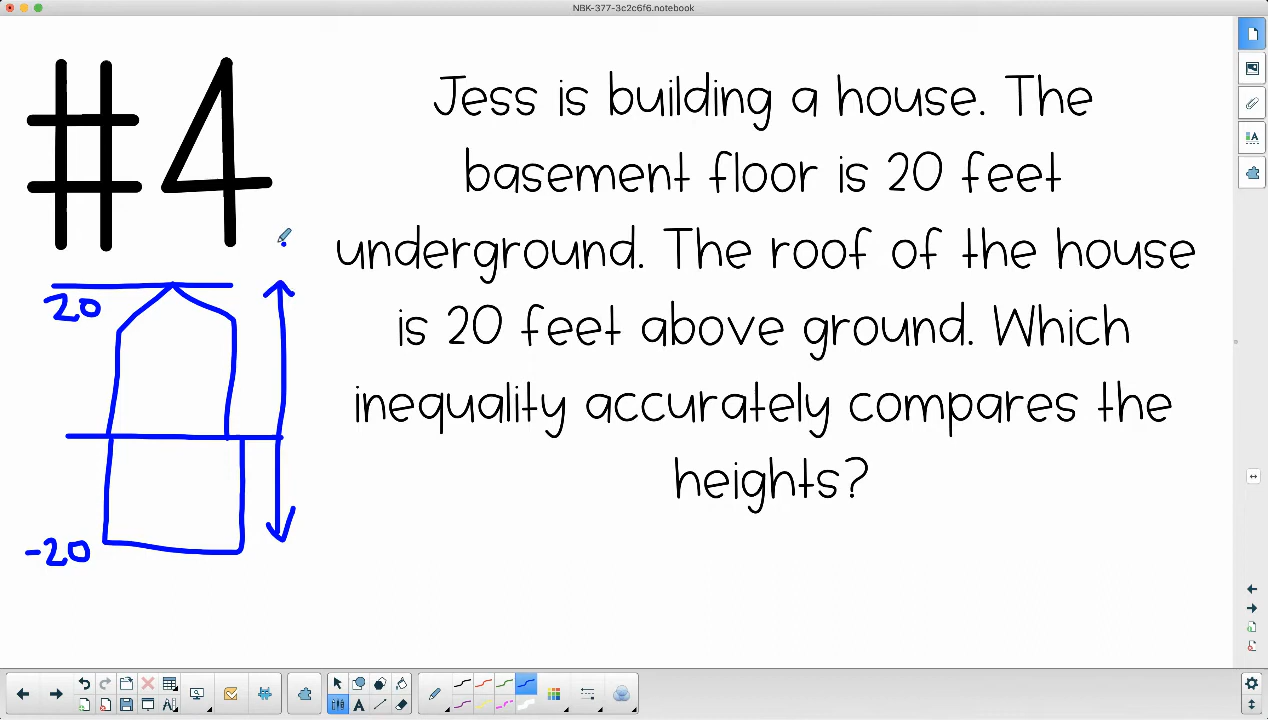 NBK-377-3c2c6f6.notebook
#4
Jess is building a house. The
basement floor is 20 feet
underground. The roof of the house
is 20 feet above ground. Which
inequality accurately compares the
heights?
20
-20